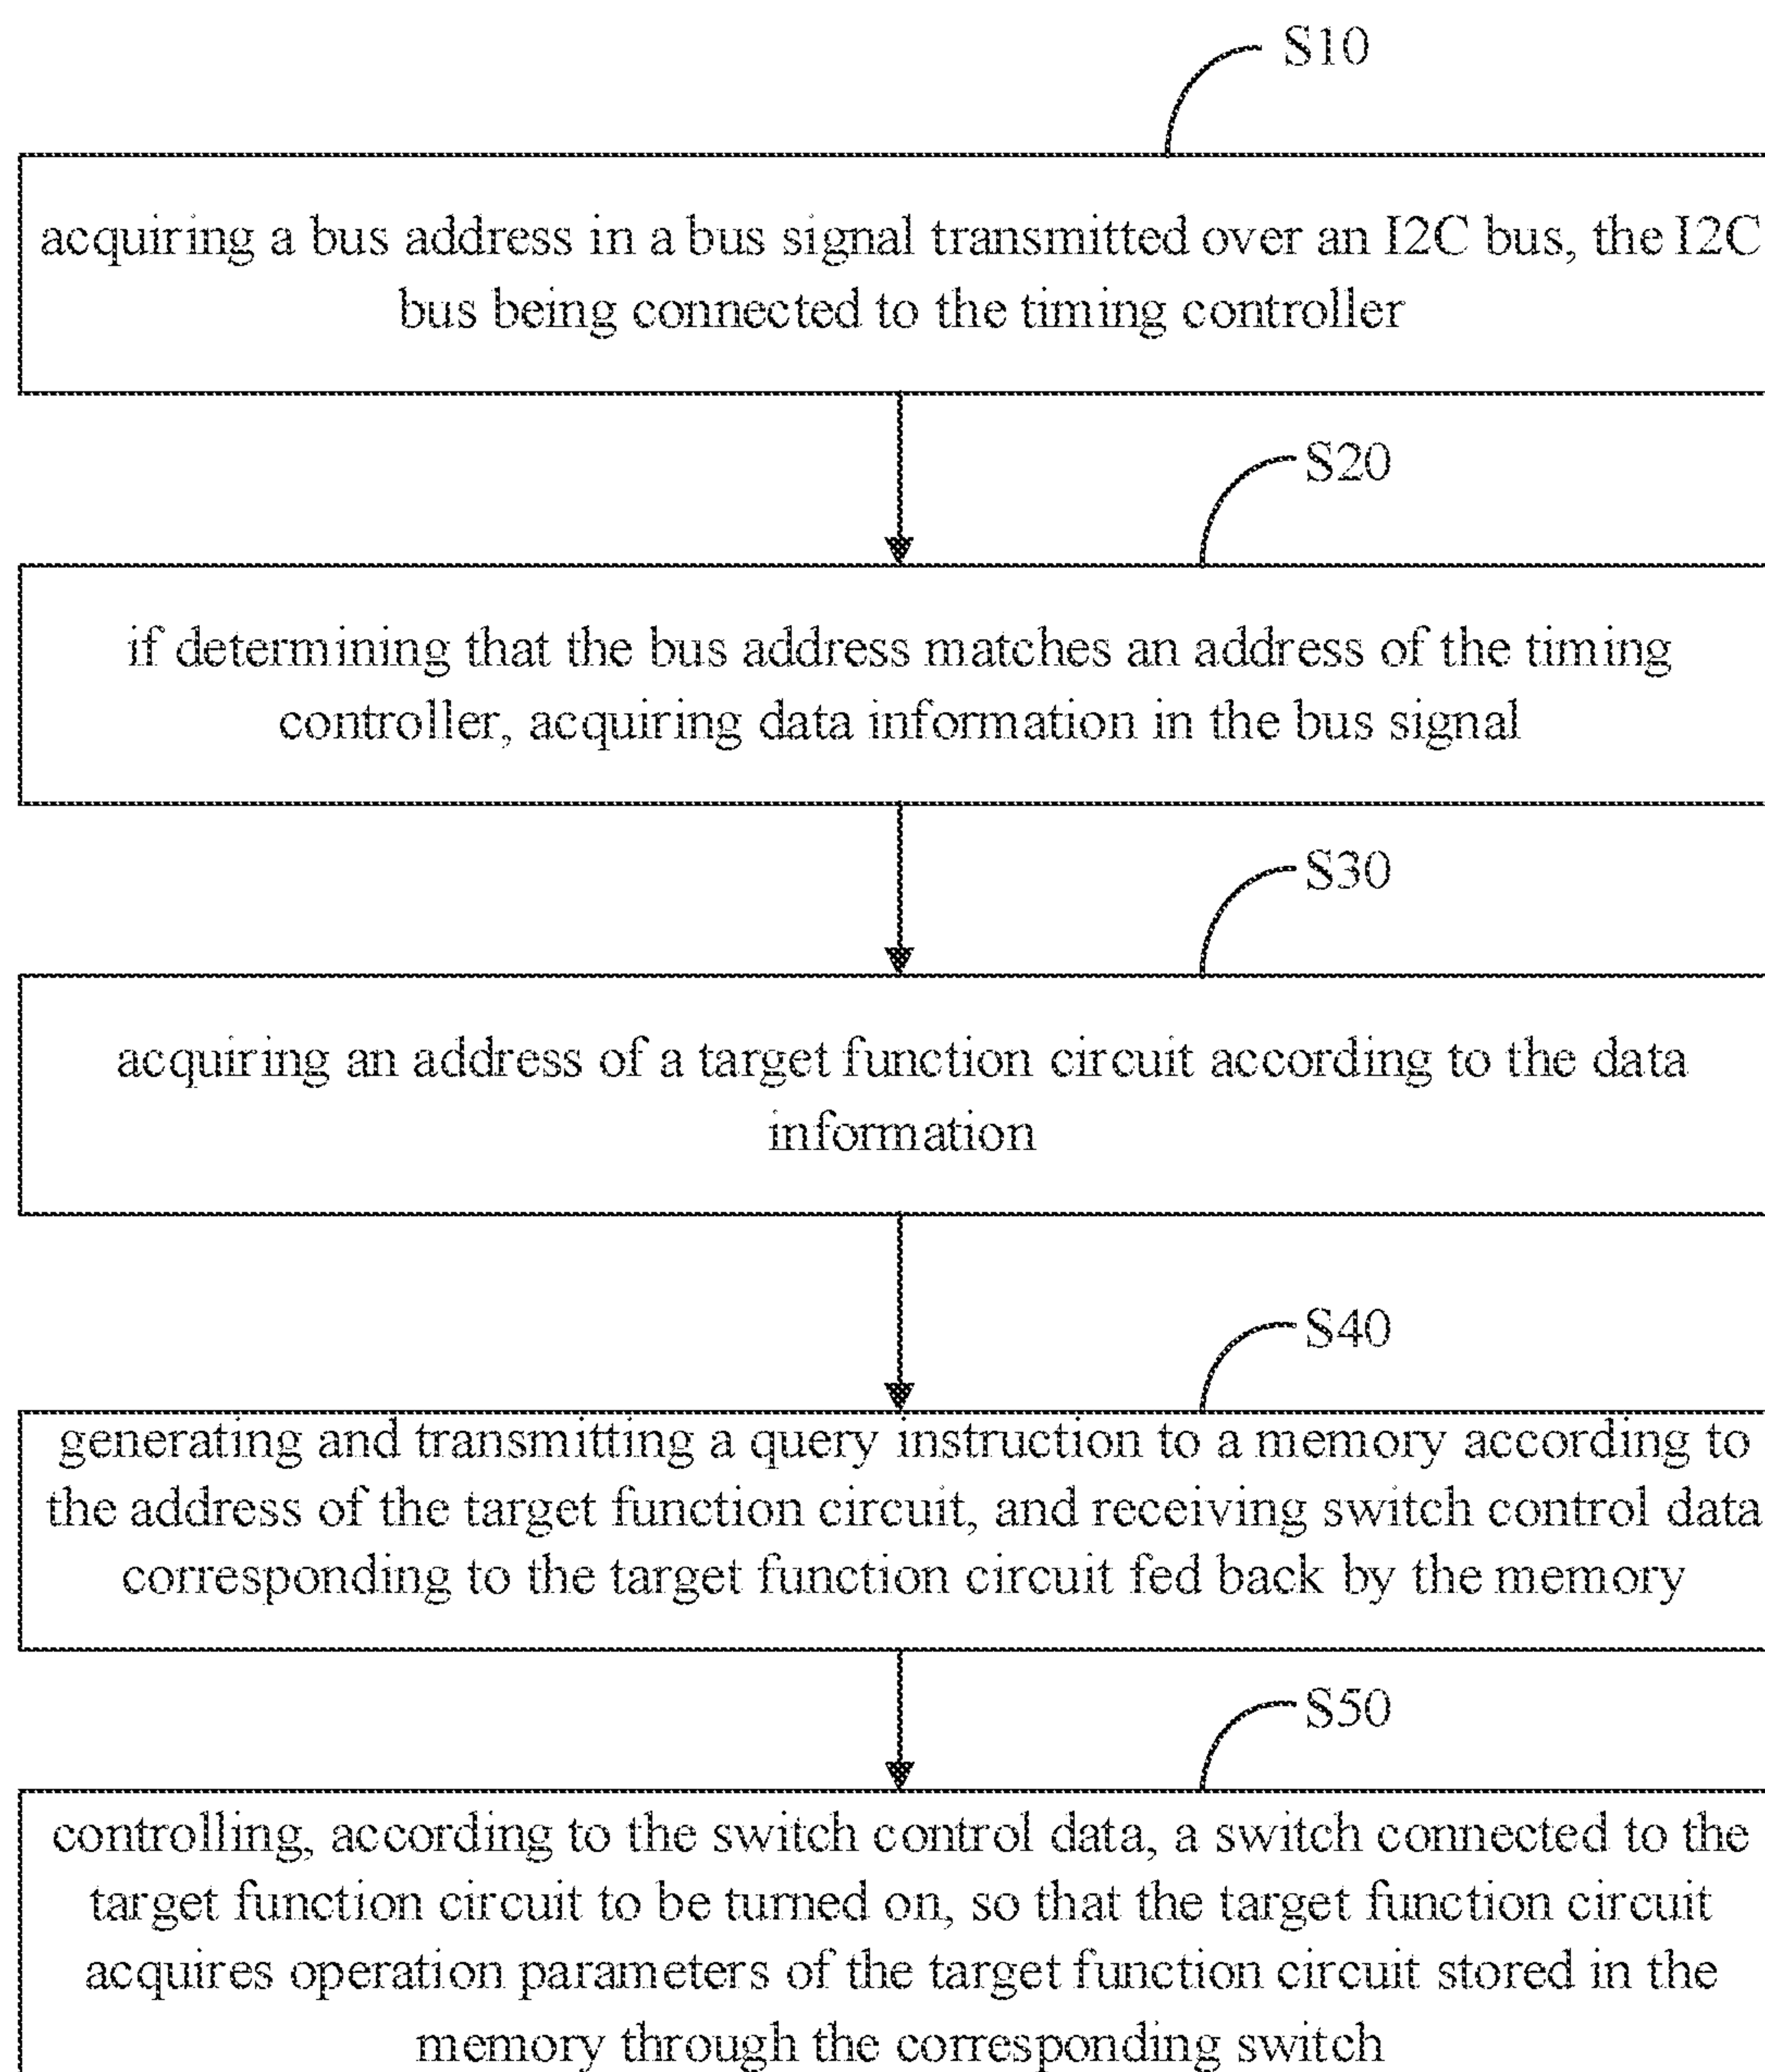 S10
acquiring a bus address in a bus signal transmitted over an I2C bus, the I2C
bus being connected to the timing controller
S20
if determining that the bus address matches an address of the timing
controller, acquiring data information in the bus signal
S30
acquiring an address of a target function circuit according to the data
information
S40
generating and transmitting a query instruction to a memory according to
the address of the target function circuit, and receiving switch control data
corresponding to the target function circuit fed back by the memory
S50
controlling, according to the switch control data, a switch connected to the
target function circuit to be turned on, so that the target function circuit
acquires operation parameters of the target function circuit stored in the
memory through the corresponding switch